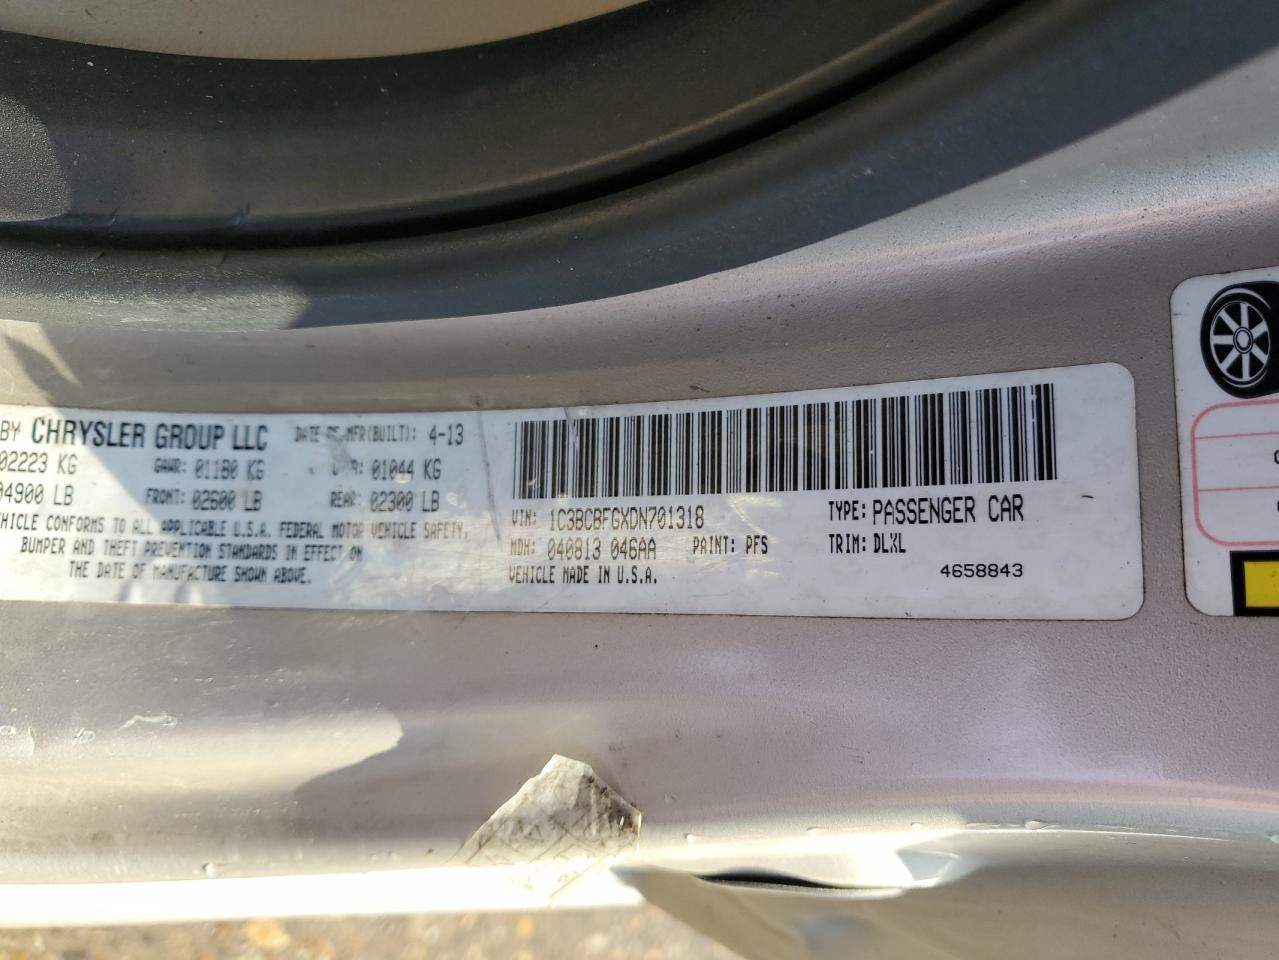 BY CHRYSLER GROUP LLC DATE OF MFR(BUILT): 4-13
02223 KG GAWR: 01180 KG 01044 KG
04900 LB FRONT: 02600 LB REAR: 02300 LB
VEHICLE CONFORMS TO ALL APPLICABLE U.S.A. FEDERAL MOTOR VEHICLE SAFETY,
BUMPER AND THEFT PREVENTION STANDARDS IN EFFECT ON
THE DATE OF MANUFACTURE SHOWN ABOVE.
VIN: 1C3BCBFGXDN701318 TYPE: PASSENGER CAR
MDH: 040813 046AA PAINT: PFS TRIM: DLXL
VEHICLE MADE IN U.S.A. 4658843